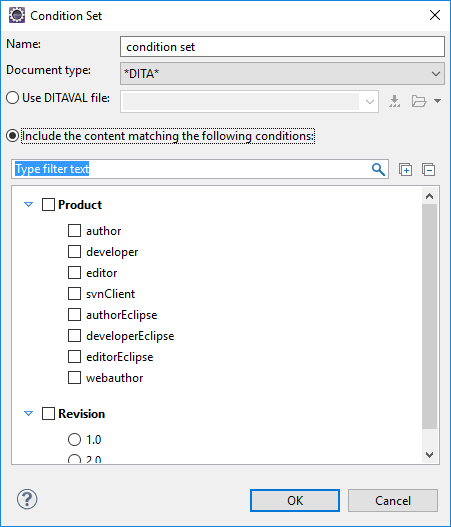 Condition Set
Name: condition set
Document type: *DITA*
Use DITAVAL file:
Include the content matching the following conditions:
Type filter text
Product
author
developer
editor
svnClient
authorEclipse
developerEclipse
editorEclipse
webauthor
Revision
1.0
2.0
?
OK Cancel